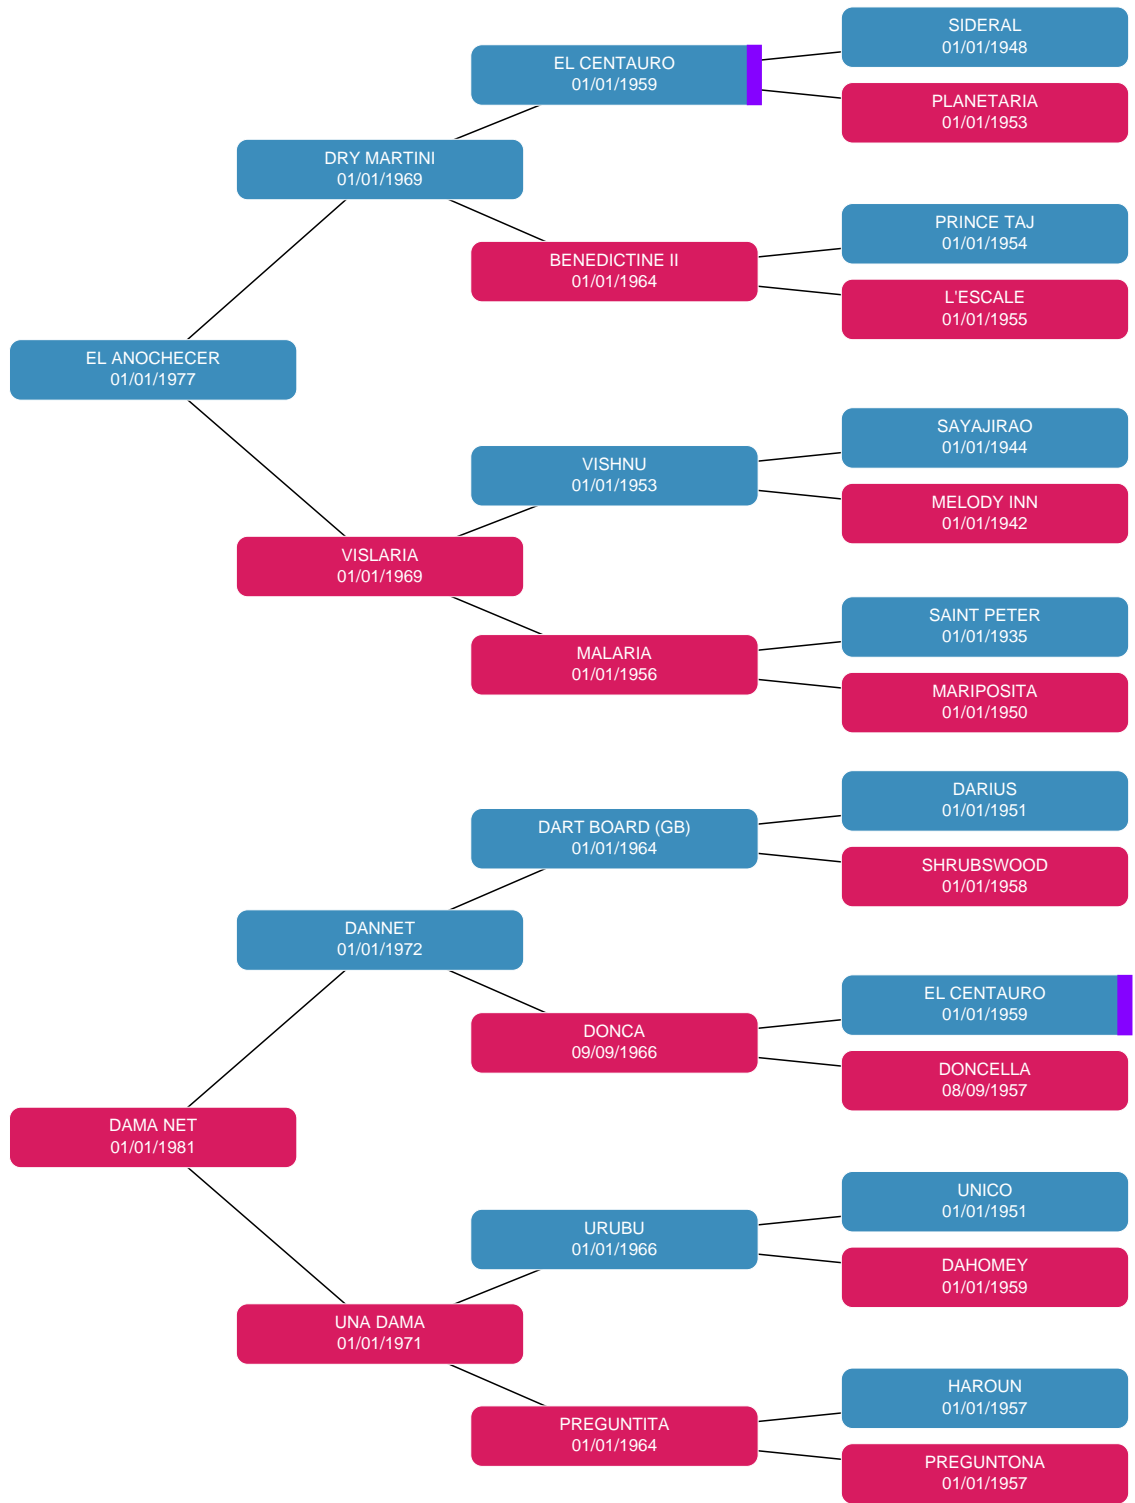 SIDERAL
01/01/1948
EL CENTAURO
01/01/1959
PLANETARIA
01/01/1953
DRY MARTINI
01/01/1969
PRINCE TAJ
01/01/1954
BENEDICTINE II
01/01/1964
L'ESCALE
01/01/1955
EL ANOCHECER
01/01/1977
SAYAJIRAO
01/01/1944
VISHNU
01/01/1953
MELODY INN
01/01/1942
VISLARIA
01/01/1969
SAINT PETER
01/01/1935
MALARIA
01/01/1956
MARIPOSITA
01/01/1950
DARIUS
01/01/1951
DART BOARD (GB)
01/01/1964
SHRUBSWOOD
01/01/1958
DANNET
01/01/1972
EL CENTAURO
01/01/1959
DONCA
09/09/1966
DONCELLA
08/09/1957
DAMA NET
01/01/1981
UNICO
01/01/1951
URUBU
01/01/1966
DAHOMEY
01/01/1959
UNA DAMA
01/01/1971
HAROUN
01/01/1957
PREGUNTITA
01/01/1964
PREGUNTONA
01/01/1957